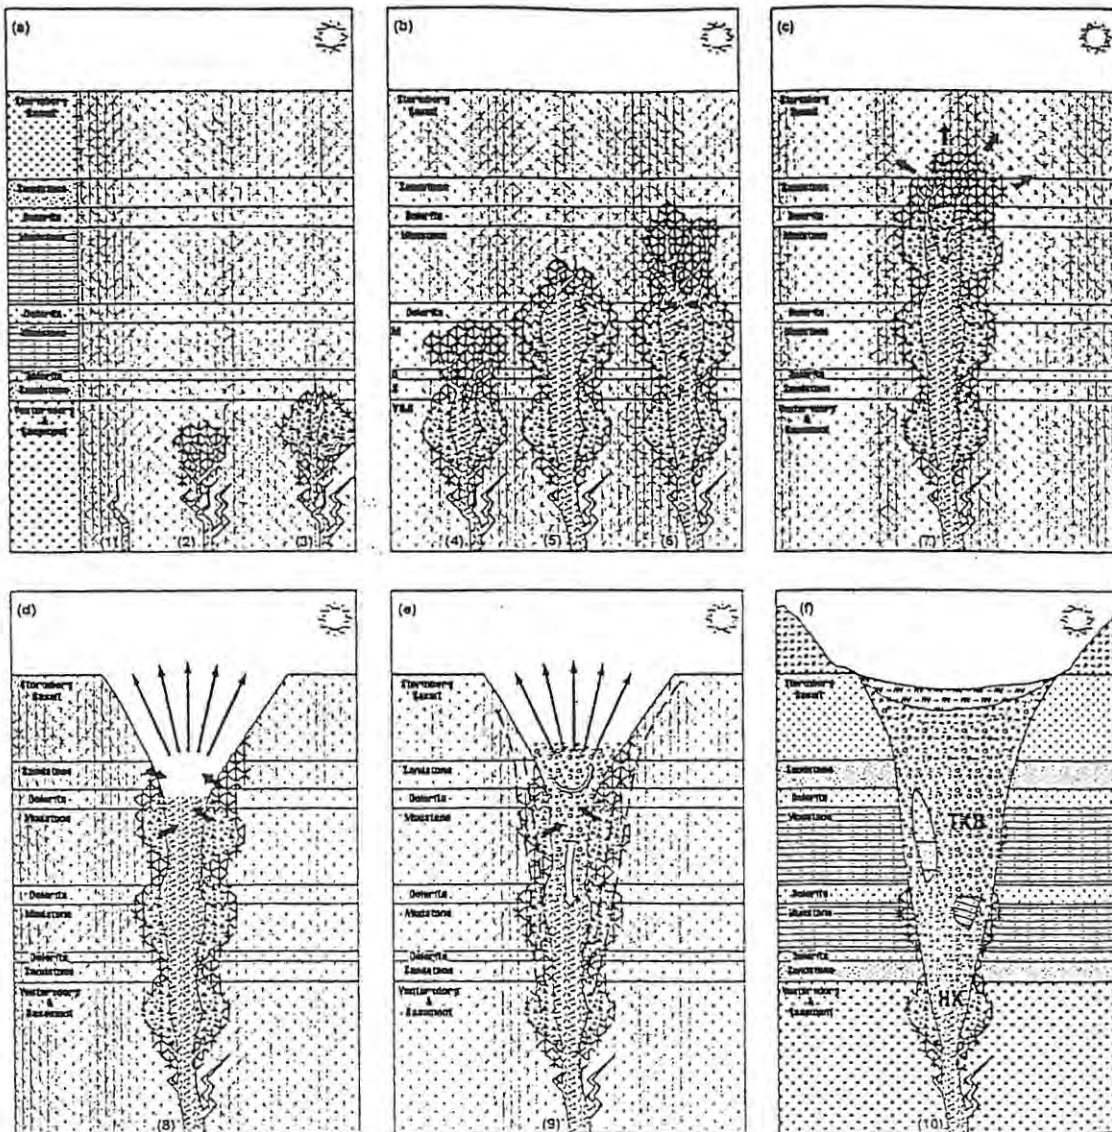 (a)
Stormberg
Basalt
Sandstone
Dolerite
Mudstone
Dolerite
Mudstone
Dolerite
Sandstone
Ventersdorp
&
Basement
(1)
(2)
(3)
(b)
Stormberg
Basalt
Sandstone
Dolerite
Mudstone
Dolerite
M
S
V&B
(4)
(5)
(6)
(c)
Stormberg
Basalt
Sandstone
Dolerite
Mudstone
Dolerite
Mudstone
Dolerite
Sandstone
Ventersdorp
&
Basement
(7)
(d)
Stormberg
Basalt
Sandstone
Dolerite
Mudstone
Dolerite
Mudstone
Dolerite
Sandstone
Ventersdorp
&
Basement
(8)
(e)
Stormberg
Basalt
Sandstone
Dolerite
Mudstone
Dolerite
Mudstone
Dolerite
Sandstone
Ventersdorp
&
Basement
(9)
(f)
Stormberg
Basalt
Sandstone
Dolerite
Mudstone
TKB
Dolerite
Mudstone
Dolerite
Sandstone
Ventersdorp
&
Basement
HK
(10)